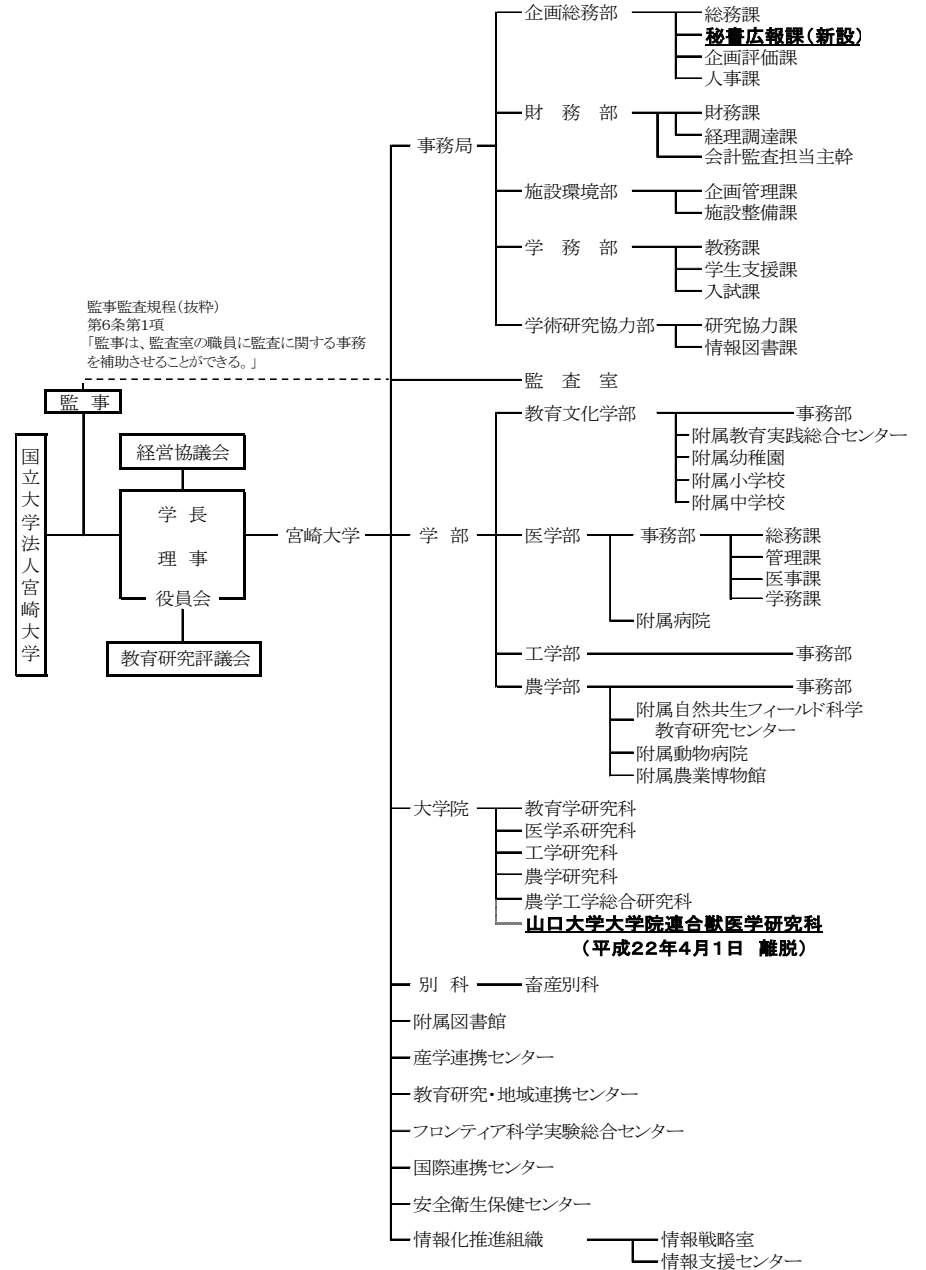 企画総務部
総務課
秘書広報課（新設）
企画評価課
人事課
財　務　部
財務課
経理調達課
会計監査担当主幹
事務局
施設環境部
企画管理課
施設整備課
学　務　部
教務課
学生支援課
入試課
学術研究協力部
研究協力課
情報図書課
監事監査規程（抜粋）
第6条第1項
「監事は、監査室の職員に監査に関する事務
を補助させることができる。」
監　査　室
監　事
国立大学法人宮崎大学
経営協議会
学　長
理　事
役員会
教育研究評議会
宮崎大学
学　部
教育文化学部
事務部
附属教育実践総合センター
附属幼稚園
附属小学校
附属中学校
医学部
事務部
総務課
管理課
医事課
学務課
附属病院
工学部
事務部
農学部
事務部
附属自然共生フィールド科学
教育研究センター
附属動物病院
附属農業博物館
大学院
教育学研究科
医学系研究科
工学研究科
農学研究科
農学工学総合研究科
山口大学大学院連合獣医学研究科
（平成22年4月1日　離脱）
別　科
畜産別科
附属図書館
産学連携センター
教育研究・地域連携センター
フロンティア科学実験総合センター
国際連携センター
安全衛生保健センター
情報化推進組織
情報戦略室
情報支援センター